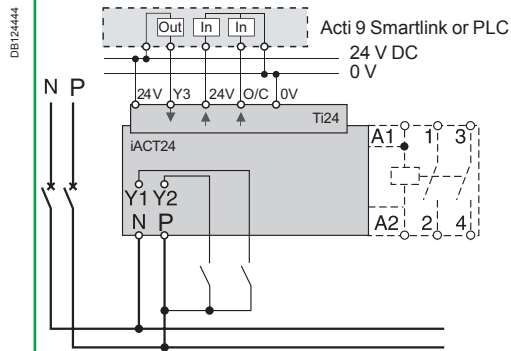 DB124444
Out In In
Acti 9 Smartlink or PLC
24 V DC
0 V
N P
24V Y3 24V O/C 0V
Ti24
iACT24
A1 1 3
Y1 Y2
N P
A2 2 4